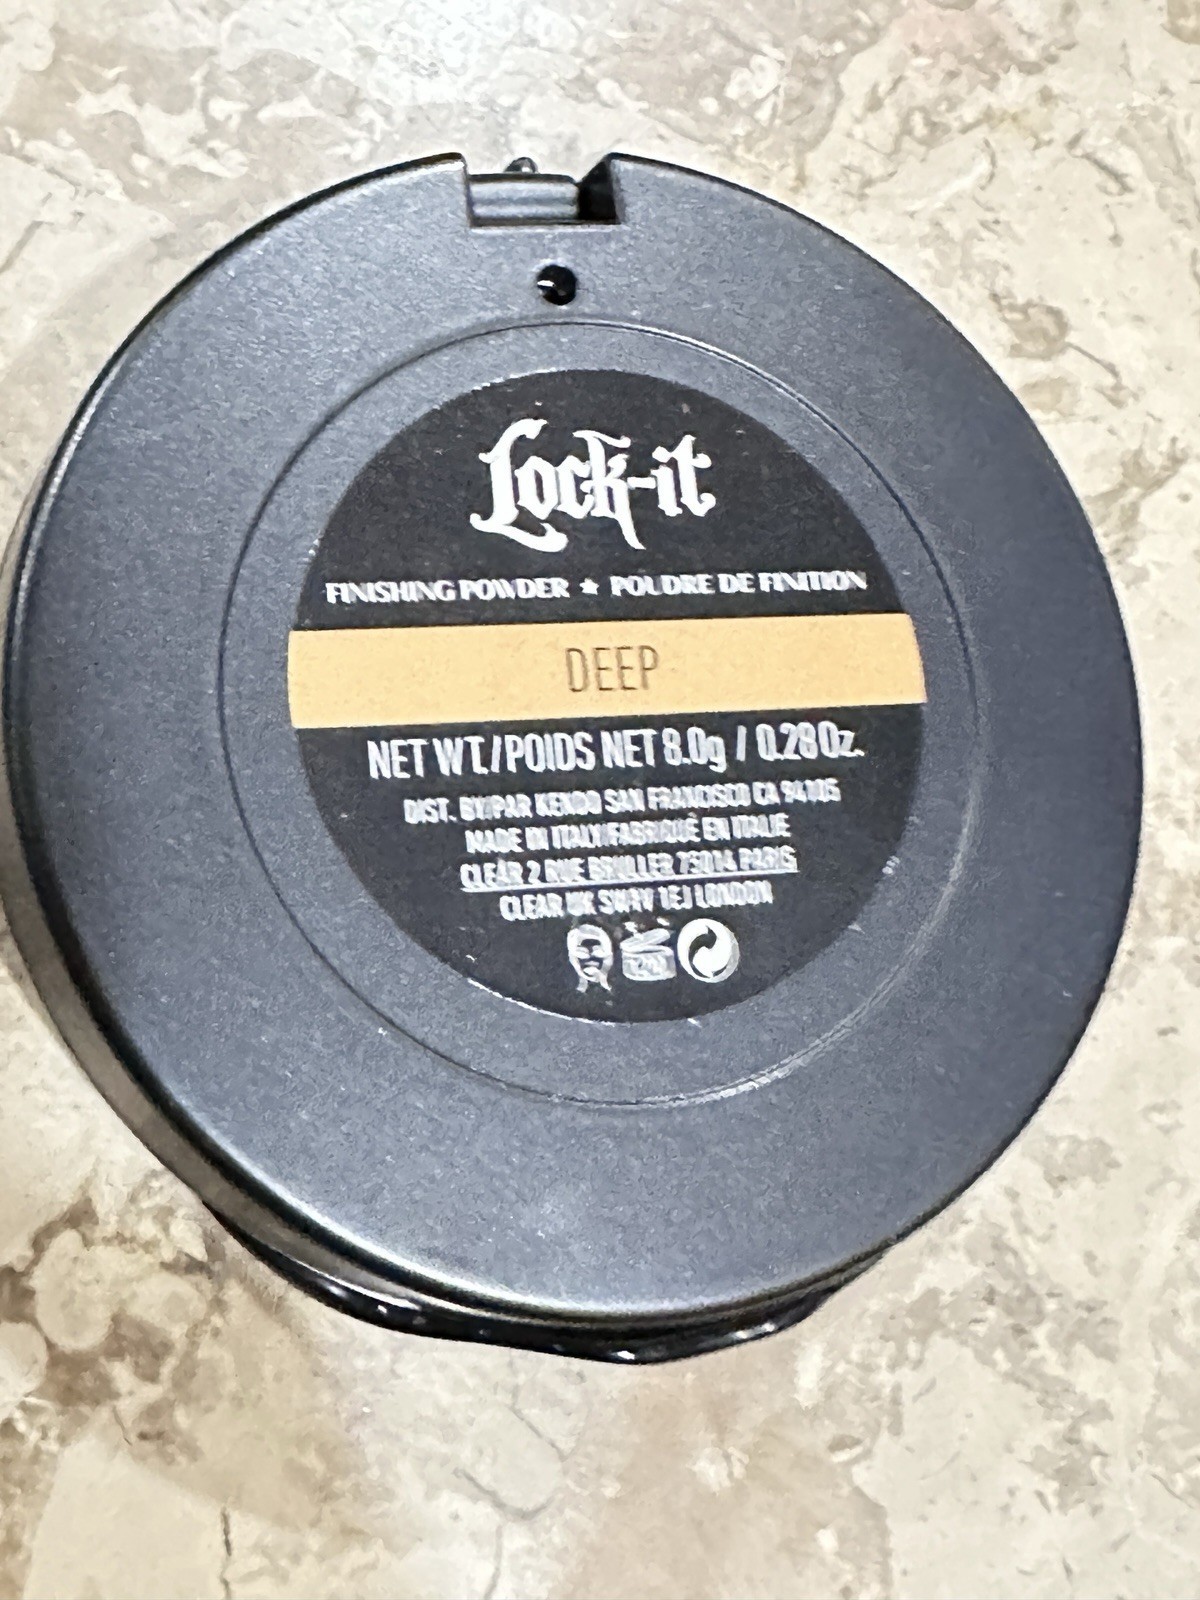 Lock-it
FINISHING POWDER ★ POUDRE DE FINITION
DEEP
NET WT./POIDS NET 8.0g / 0.28 Oz.
DIST. BY/PAR KENDO SAN FRANCISCO CA 94105
MADE IN ITALY/FABRIQUÉ EN ITALIE
CLEAR 2 RUE BRULLER 75014 PARIS
CLEAR UK SW1V 1EJ LONDON